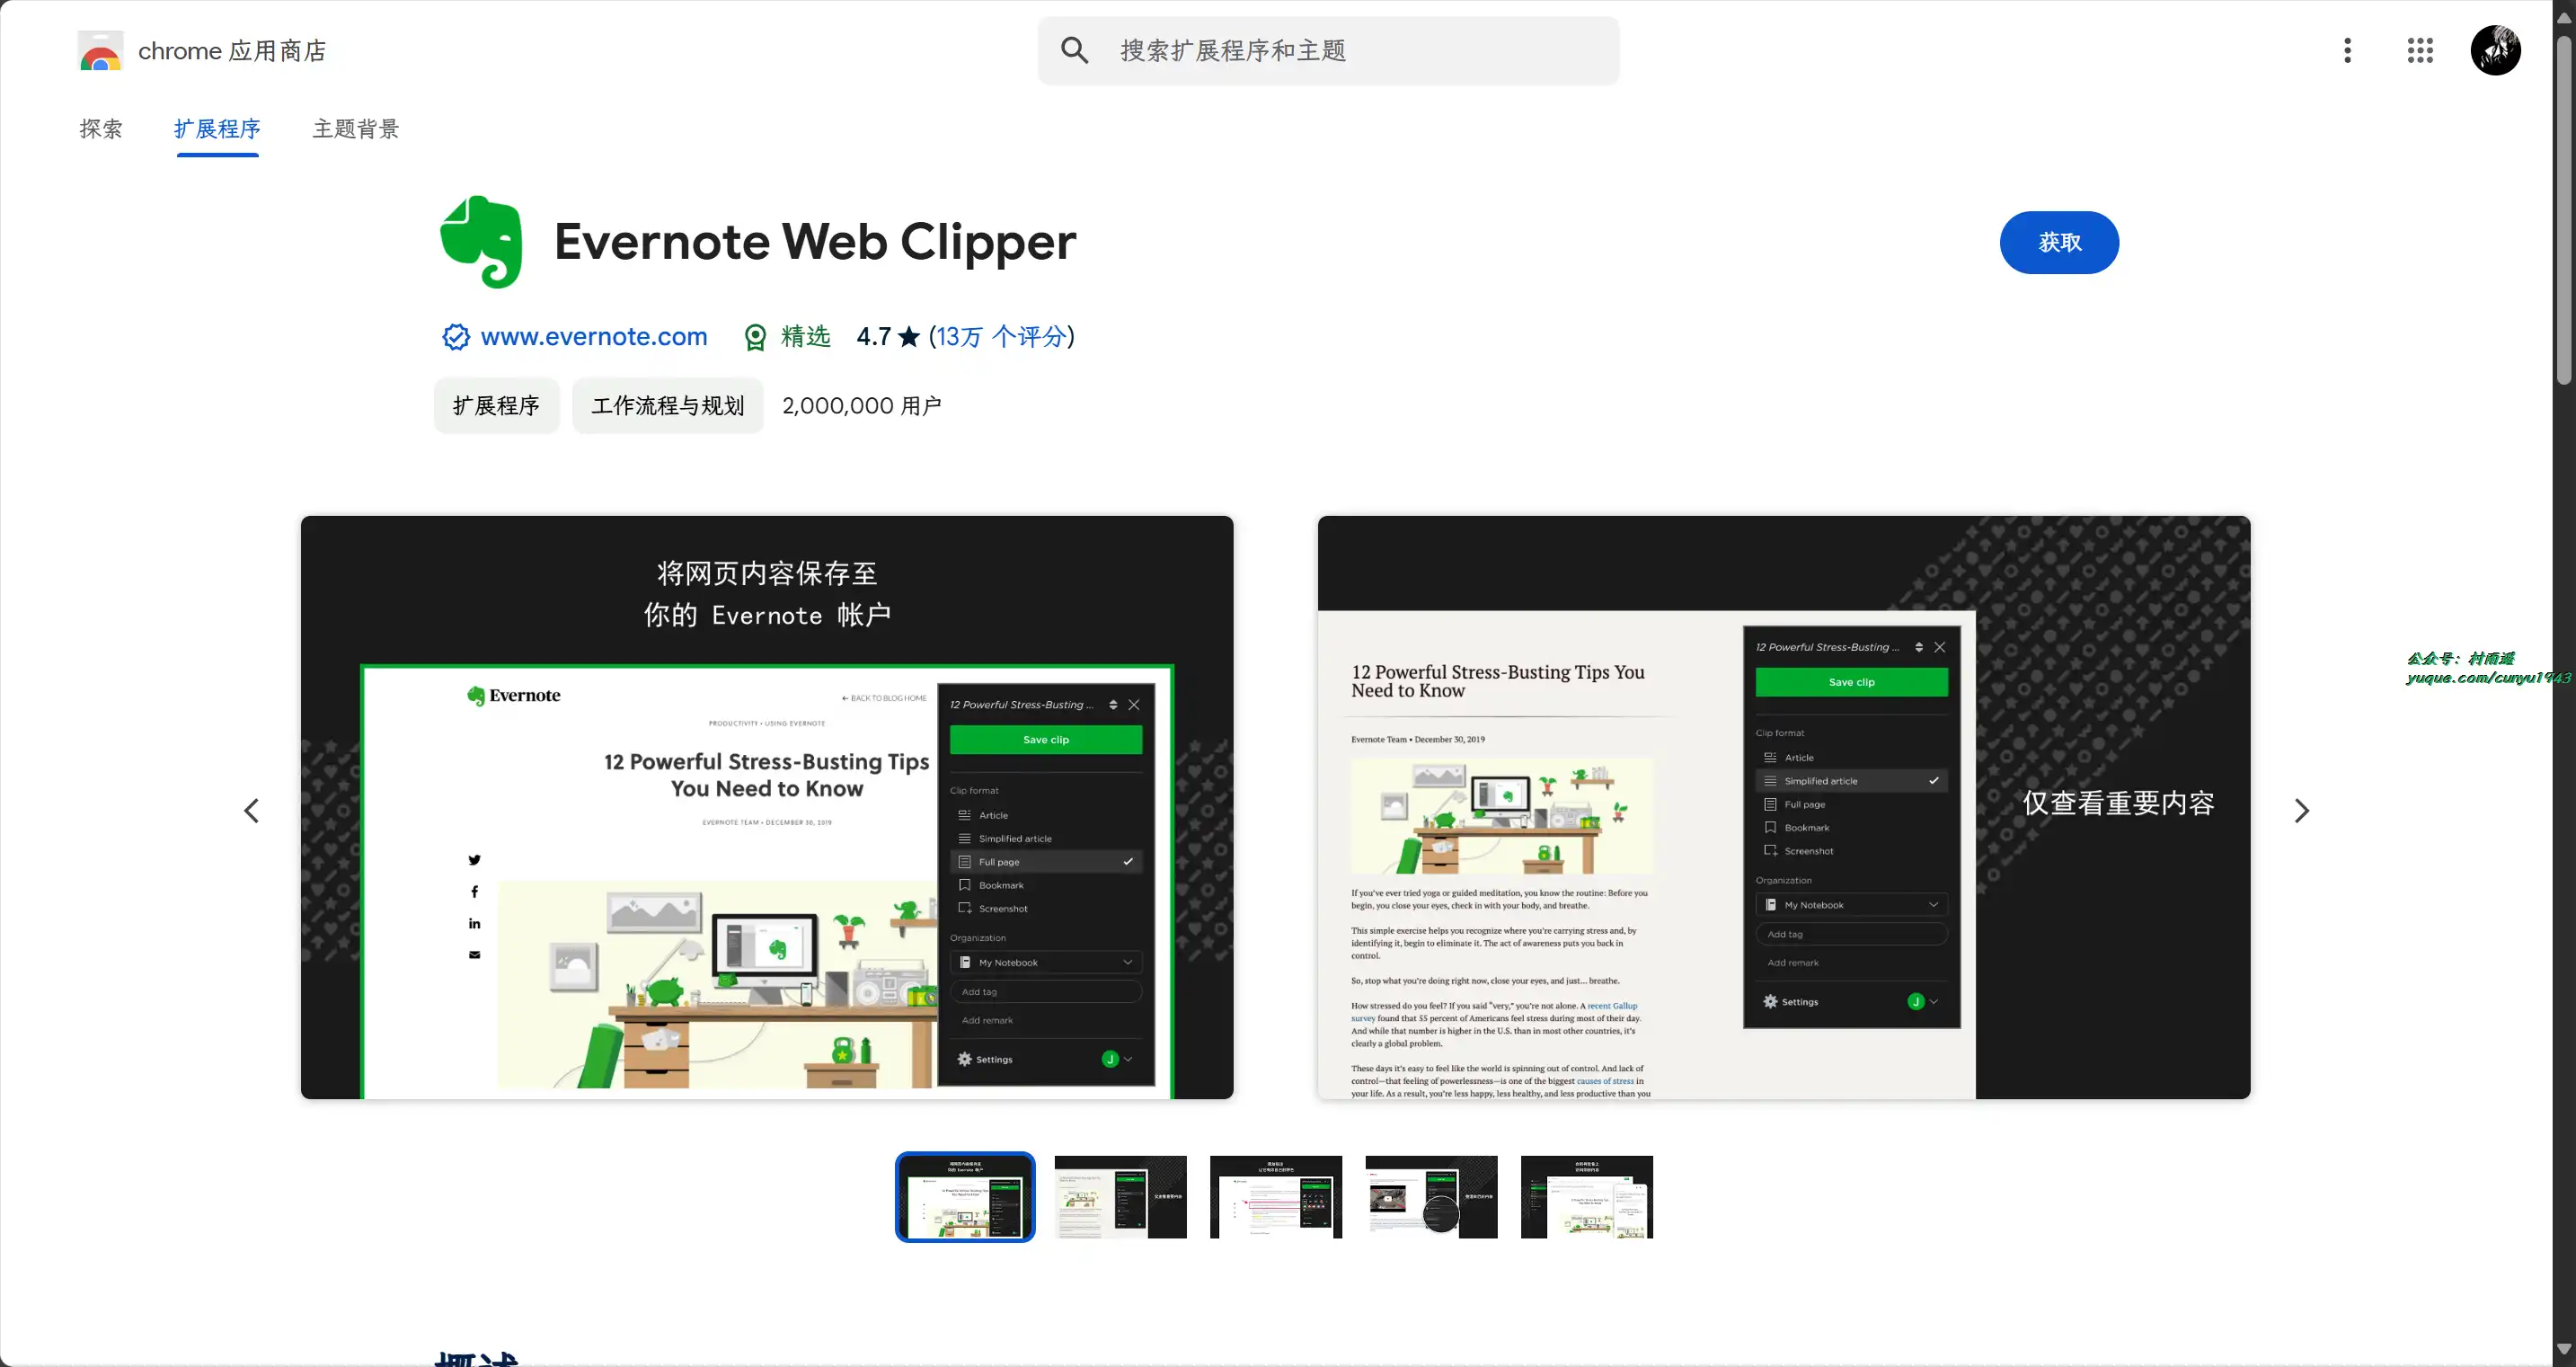 chrome 应用商店
搜索扩展程序和主题
探索
扩展程序
主题背景
Evernote Web Clipper
获取
www.evernote.com
精选
4.7 ★ (13万 个评分)
扩展程序
工作流程与规划
2,000,000 用户
将网页内容保存至
你的 Evernote 帐户
Evernote
← BACK TO BLOG HOME
PRODUCTIVITY • USING EVERNOTE
12 Powerful Stress-Busting Tips
You Need to Know
EVERNOTE TEAM • DECEMBER 30, 2019
12 Powerful Stress-Busting ...
Save clip
Clip format
Article
Simplified article
Full page
Bookmark
Screenshot
Organization
My Notebook
Add tag
Add remark
Settings
J
12 Powerful Stress-Busting Tips You
Need to Know
Evernote Team • December 30, 2019
If you've ever tried yoga or guided meditation, you know the routine: Before you
begin, you close your eyes, check in with your body, and breathe.
This simple exercise helps you recognize where you're carrying stress and, by
identifying it, begin to eliminate it. The act of awareness puts you back in
control.
So, stop what you're doing right now, close your eyes, and just... breathe.
How stressed do you feel? If you said "very," you're not alone. A recent Gallup
survey found that 55 percent of Americans feel stress during most of their day.
And while that number is higher in the U.S. than in most other countries, it's
clearly a global problem.
These days it's easy to feel like the world is spinning out of control. And lack of
control—that feeling of powerlessness—is one of the biggest causes of stress in
your life. As a result, you're less happy, less healthy, and less productive than you
12 Powerful Stress-Busting ...
Save clip
Clip format
Article
Simplified article
Full page
Bookmark
Screenshot
Organization
My Notebook
Add tag
Add remark
Settings
J
仅查看重要内容
公众号：村雨遥
yuque.com/cunyu1943
概述